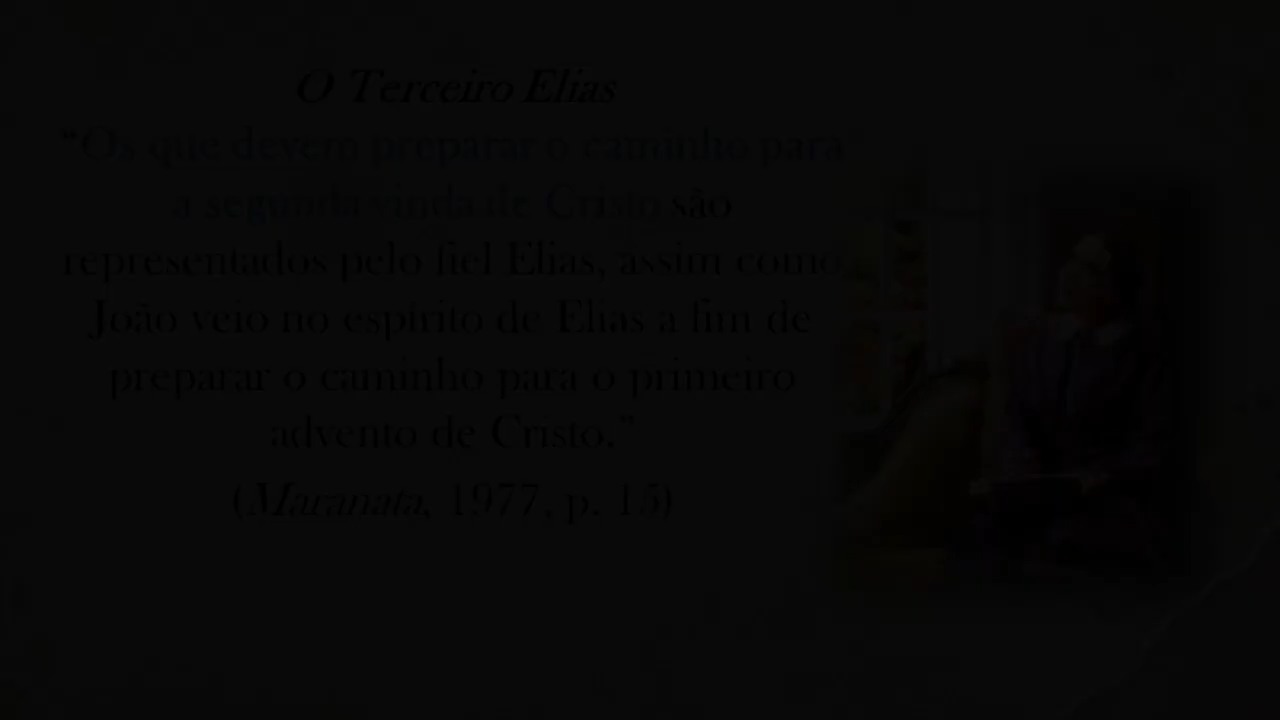 O Terceiro Elias
“Os que devem preparar o caminho para
a segunda vinda de Cristo são
representados pelo fiel Elias, assim como
João veio no espírito de Elias a fim de
preparar o caminho para o primeiro
advento de Cristo.”
(Maranata, 1977, p. 15)